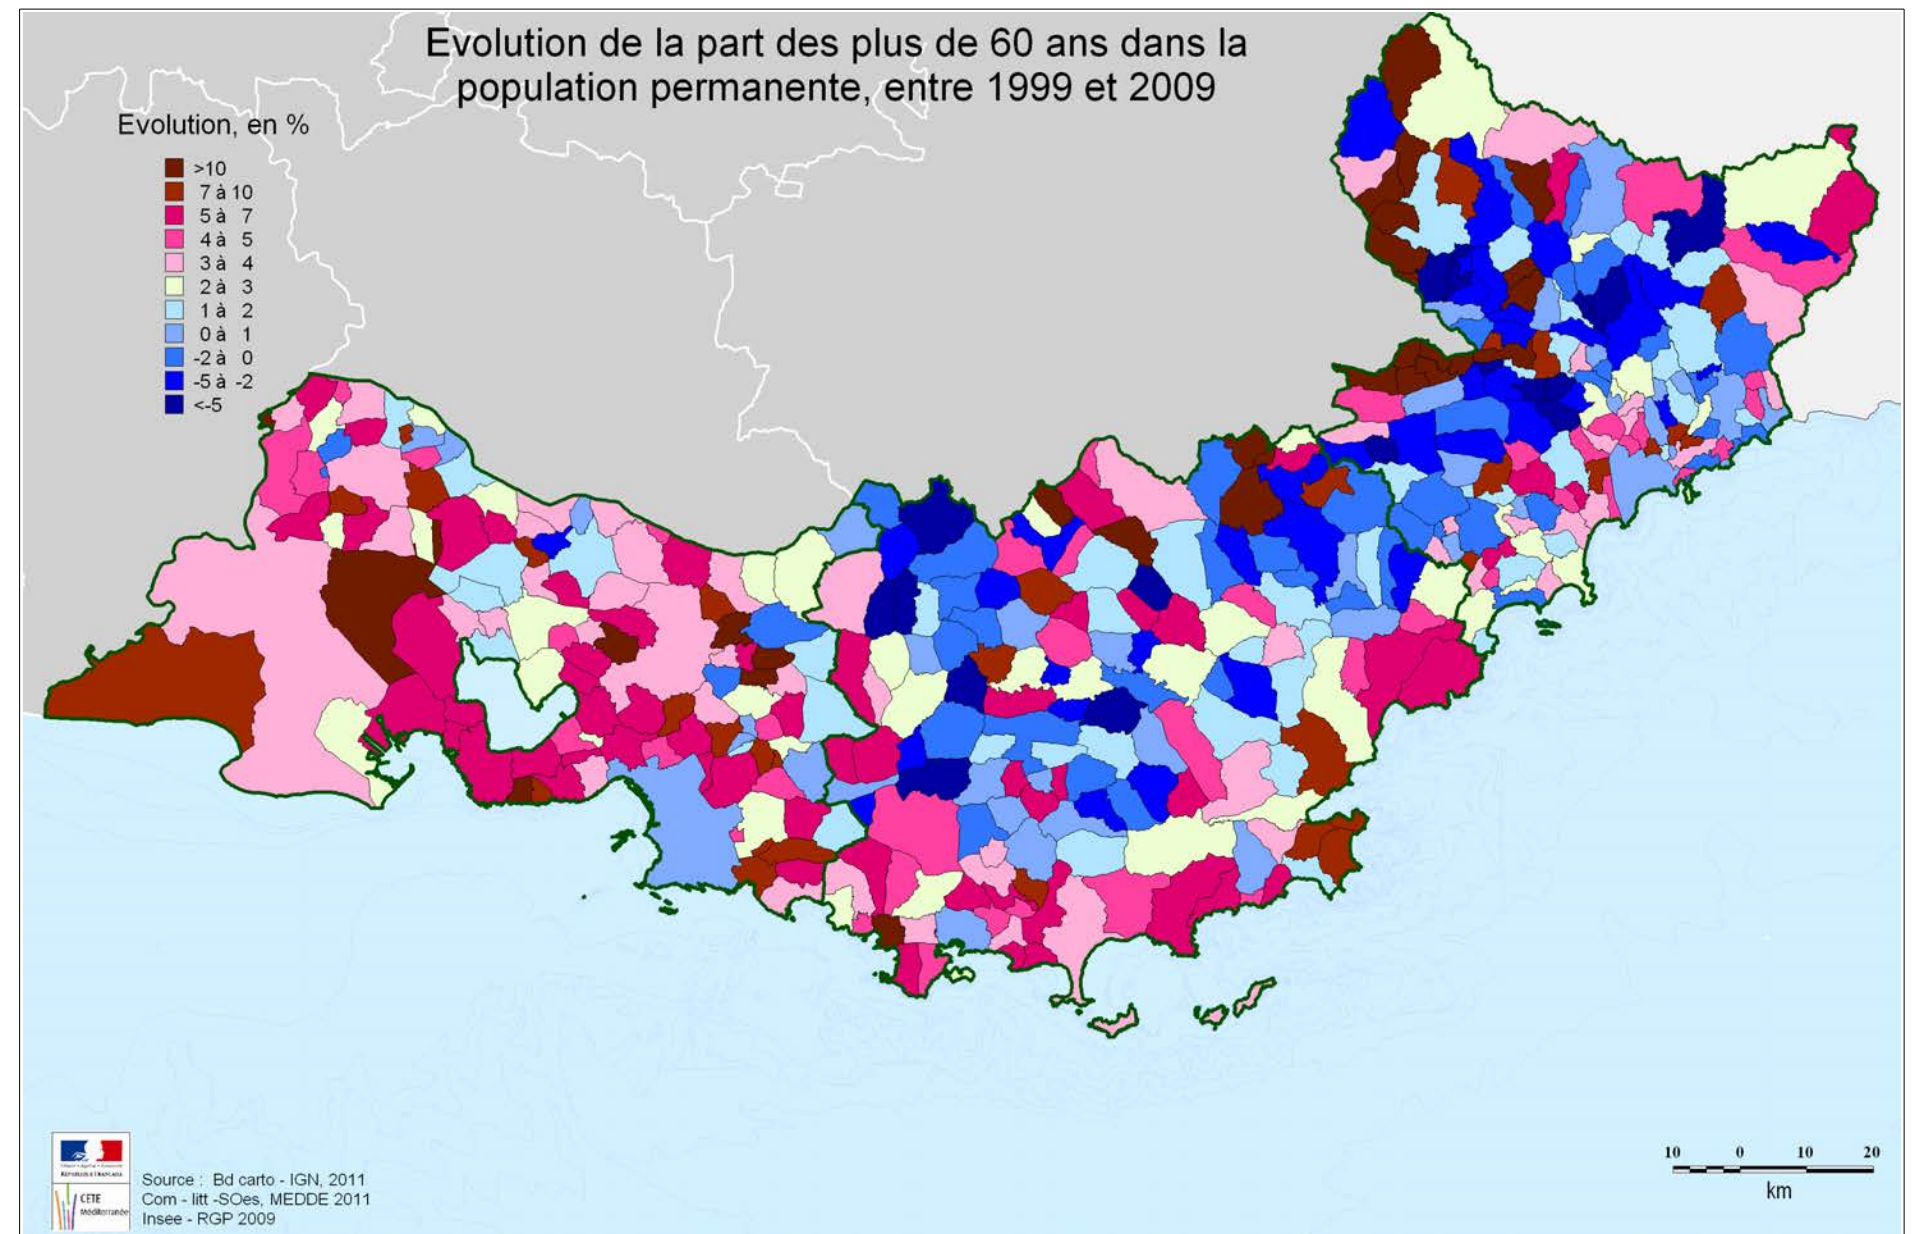 Evolution de la part des plus de 60 ans dans la
population permanente, entre 1999 et 2009
Evolution, en %
>10
7 à 10
5 à 7
4 à 5
3 à 4
2 à 3
1 à 2
0 à 1
-2 à 0
-5 à -2
<-5
RÉPUBLIQUE FRANÇAISE
CETE
Méditerranée
Source : Bd carto - IGN, 2011
Com - litt -SOes, MEDDE 2011
Insee - RGP 2009
10 0 10 20
km